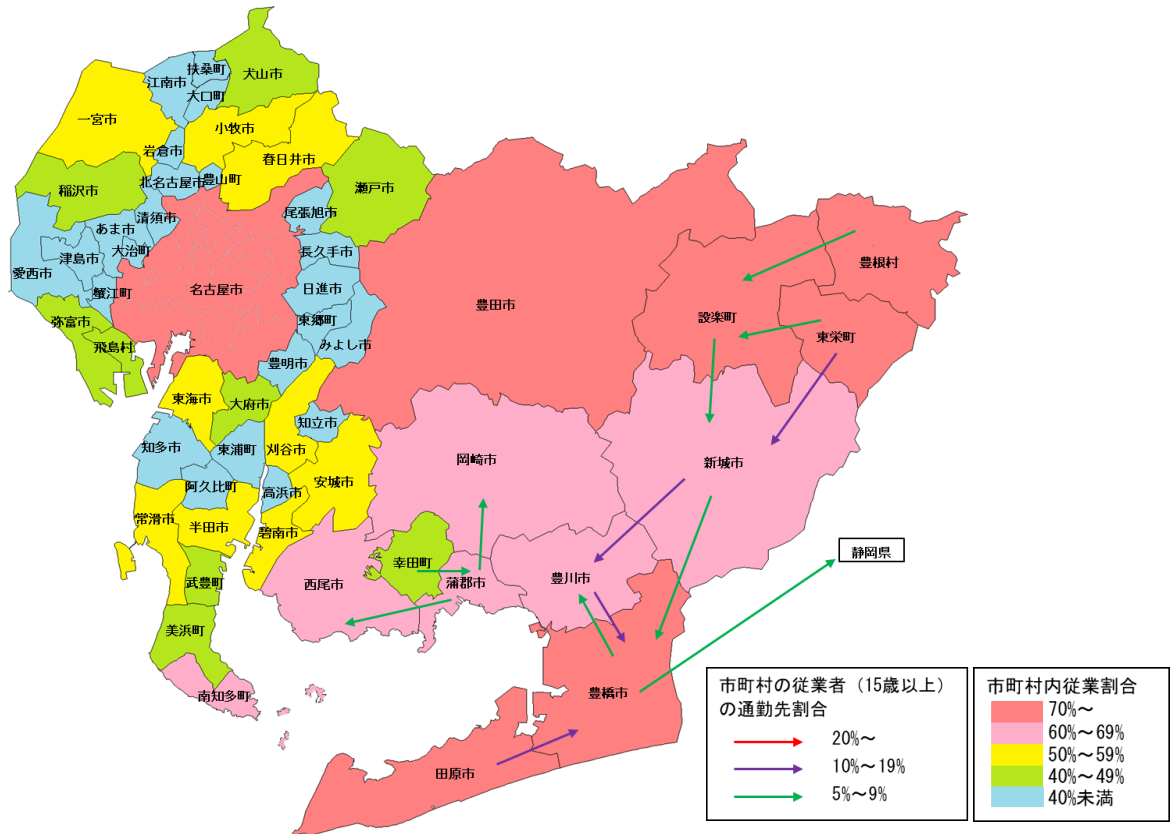 扶桑町
江南市
犬山市
大口町
一宮市
小牧市
岩倉市
春日井市
北名古屋市
豊山町
稲沢市
瀬戸市
清須市
尾張旭市
あま市
大治町
長久手市
津島市
愛西市
蟹江町
名古屋市
日進市
豊田市
豊根村
弥富市
東郷町
設楽町
飛島村
みよし市
東栄町
豊明市
東海市
大府市
知立市
知多市
東浦町
刈谷市
岡崎市
新城市
安城市
阿久比町
高浜市
常滑市
半田市
碧南市
静岡県
幸田町
武豊町
西尾市
蒲郡市
豊川市
美浜町
南知多町
豊橋市
田原市
市町村の従業者（15歳以上）
の通勤先割合
20%～
10%～19%
5%～9%
市町村内従業割合
70%～
60%～69%
50%～59%
40%～49%
40%未満